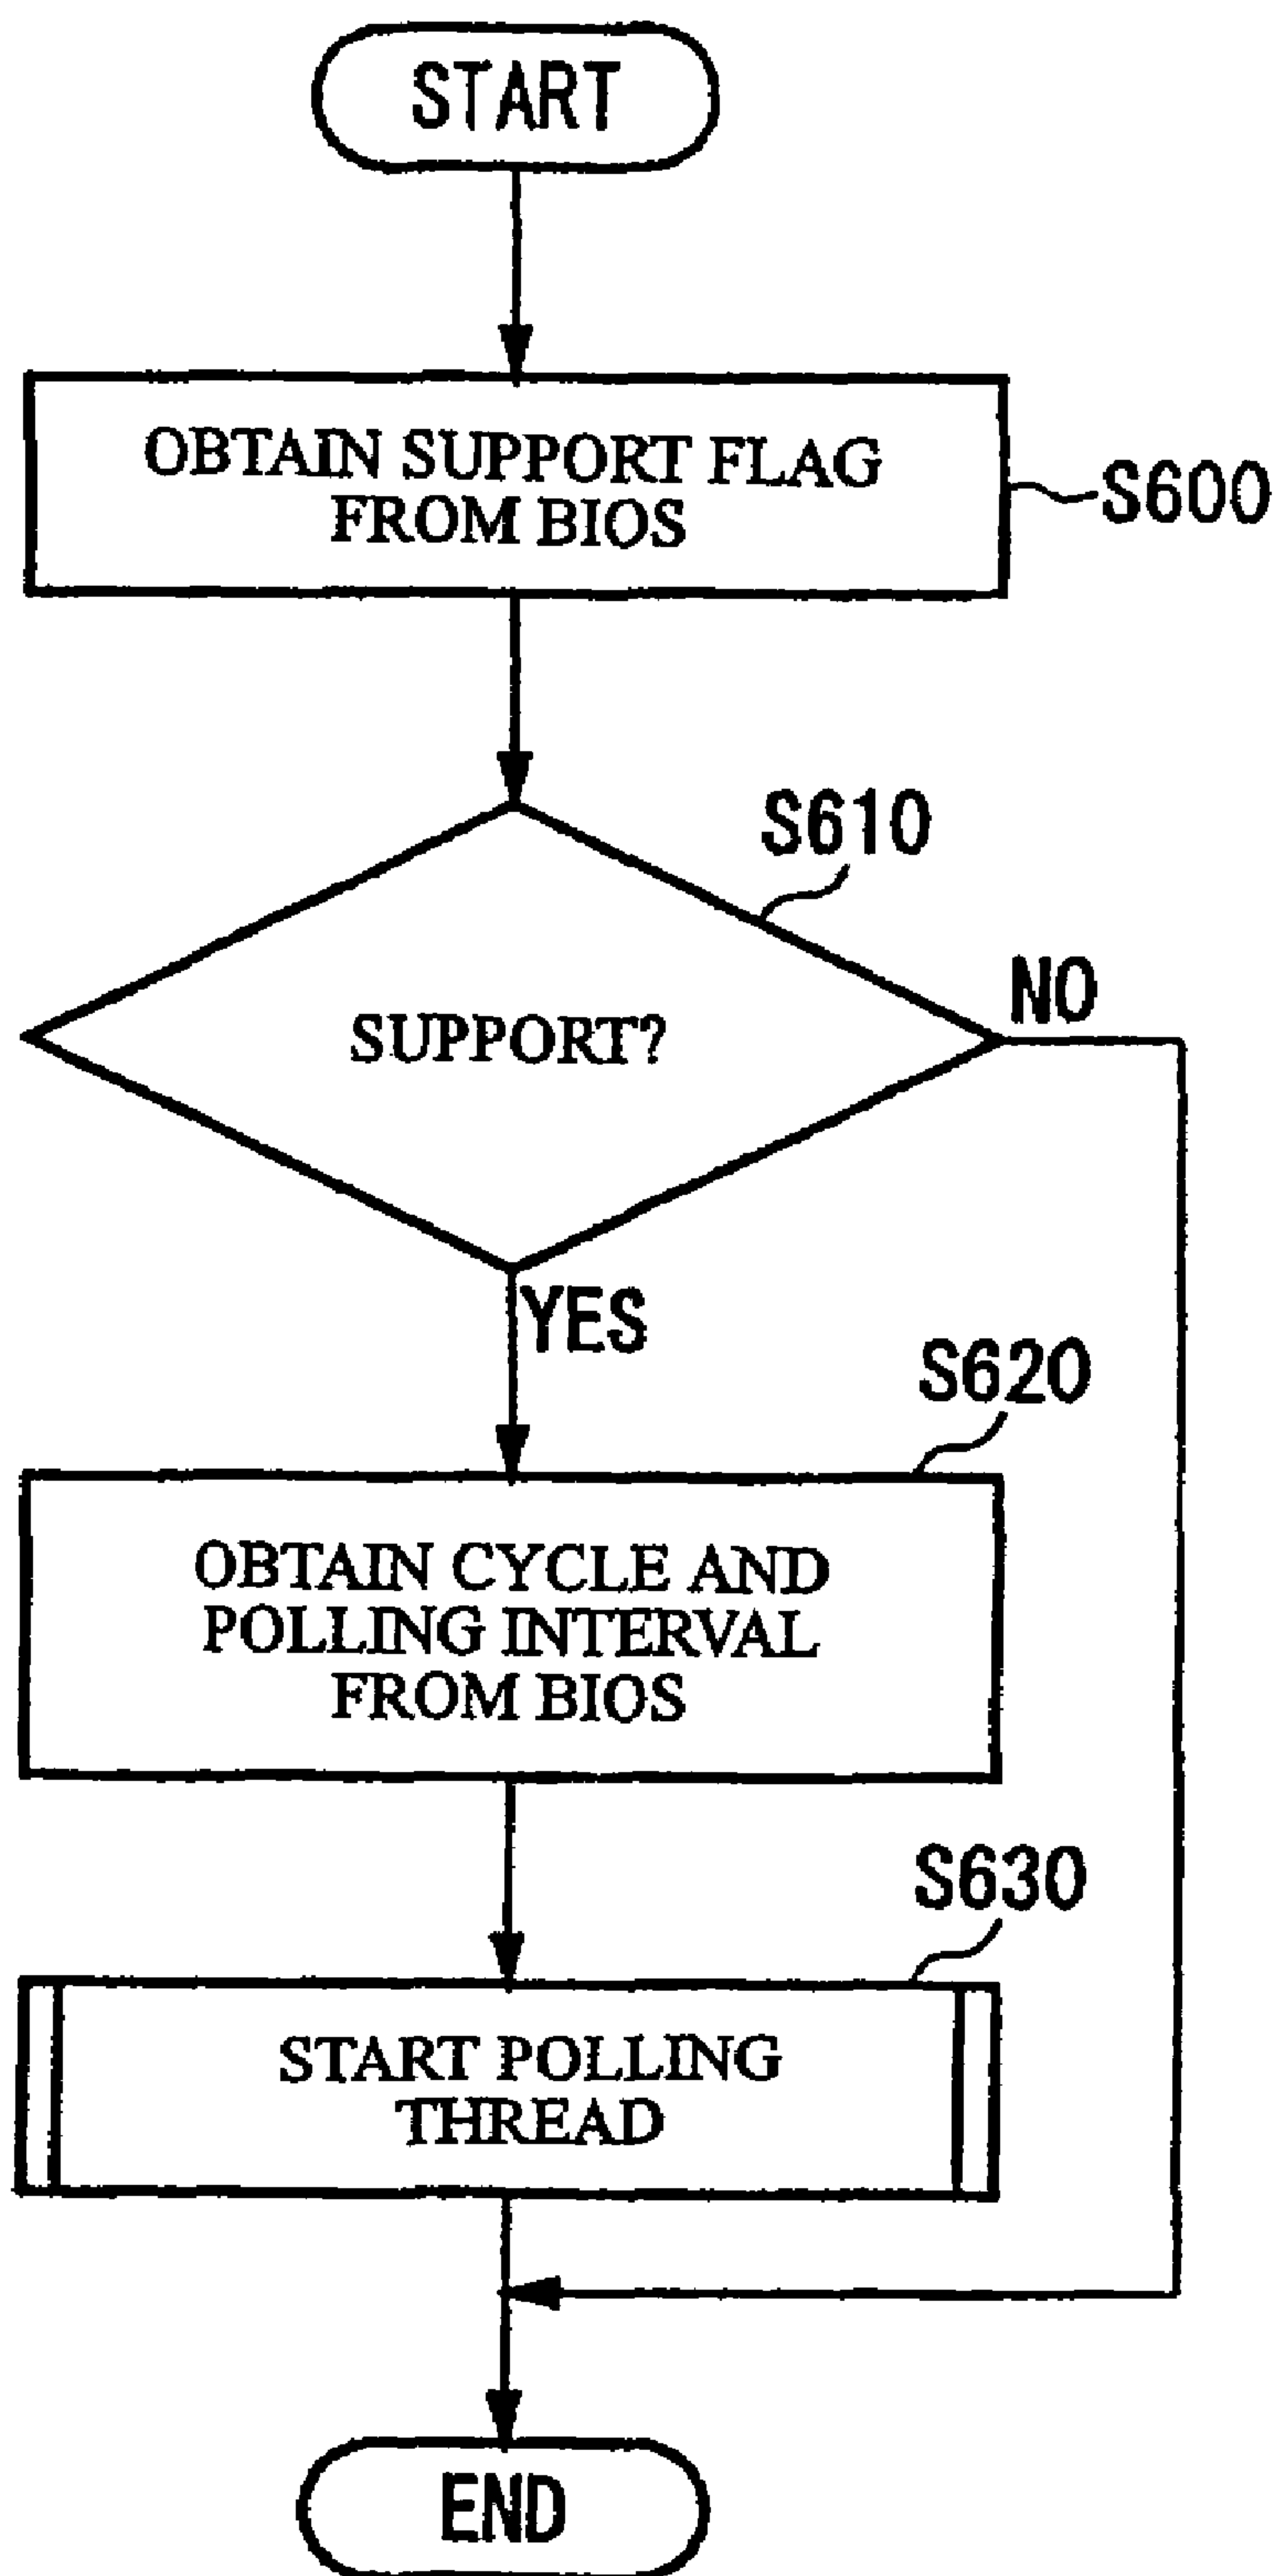 START
OBTAIN SUPPORT FLAG
FROM BIOS
S600
S610
SUPPORT?
NO
YES
S620
OBTAIN CYCLE AND
POLLING INTERVAL
FROM BIOS
S630
START POLLING
THREAD
END